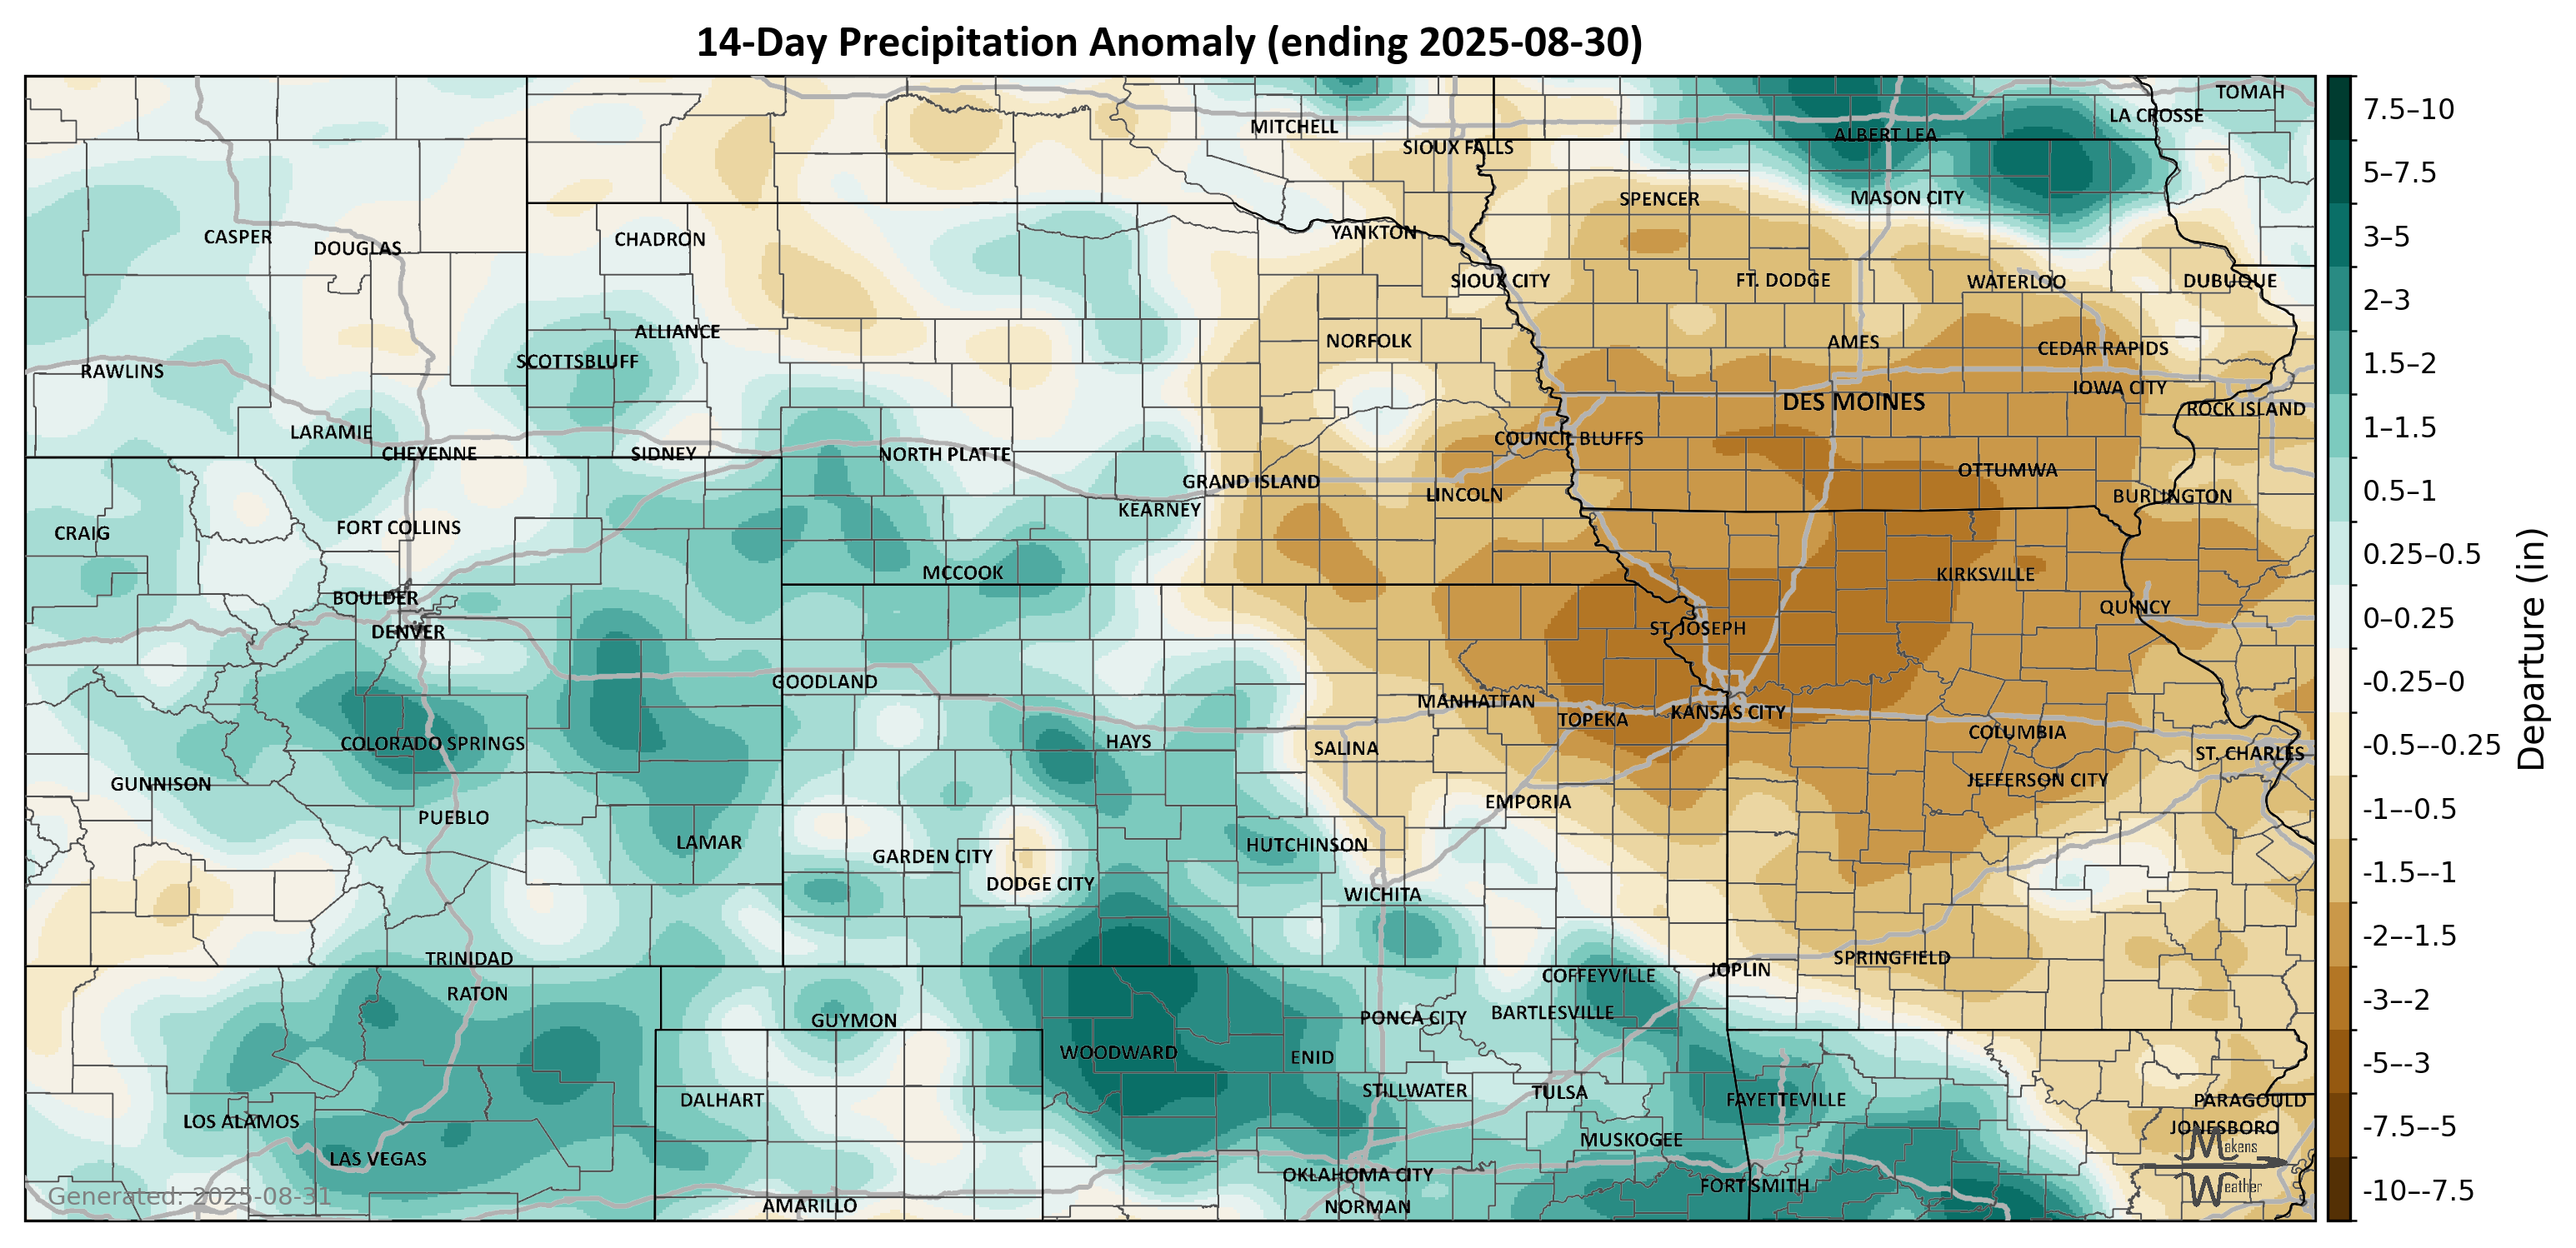 14-Day Precipitation Anomaly (ending 2025-08-30)
TOMAH
LA CROSSE
MITCHELL
ALBERT LEA
SIOUX FALLS
SPENCER
MASON CITY
CASPER
DOUGLAS
CHADRON
YANKTON
SIOUX CITY
FT. DODGE
WATERLOO
DUBUQUE
ALLIANCE
NORFOLK
AMES
CEDAR RAPIDS
SCOTTSBLUFF
RAWLINS
IOWA CITY
DES MOINES
ROCK ISLAND
LARAMIE
COUNCIL BLUFFS
CHEYENNE
SIDNEY
NORTH PLATTE
OTTUMWA
GRAND ISLAND
LINCOLN
BURLINGTON
KEARNEY
CRAIG
FORT COLLINS
MCCOOK
KIRKSVILLE
BOULDER
QUINCY
DENVER
ST. JOSEPH
GOODLAND
MANHATTAN
TOPEKA
KANSAS CITY
COLUMBIA
COLORADO SPRINGS
HAYS
SALINA
ST. CHARLES
GUNNISON
JEFFERSON CITY
EMPORIA
PUEBLO
LAMAR
HUTCHINSON
GARDEN CITY
DODGE CITY
WICHITA
TRINIDAD
SPRINGFIELD
JOPLIN
COFFEYVILLE
RATON
GUYMON
PONCA CITY
BARTLESVILLE
WOODWARD
ENID
STILLWATER
TULSA
DALHART
FAYETTEVILLE
PARAGOULD
LOS ALAMOS
JONESBORO
MUSKOGEE
LAS VEGAS
OKLAHOMA CITY
FORT SMITH
AMARILLO
NORMAN
Generated: 2025-08-31
Makens
Weather
7.5–10
5–7.5
3–5
2–3
1.5–2
1–1.5
0.5–1
0.25–0.5
0–0.25
-0.25–0
-0.5–-0.25
-1–-0.5
-1.5–-1
-2–-1.5
-3–-2
-5–-3
-7.5–-5
-10–-7.5
Departure (in)